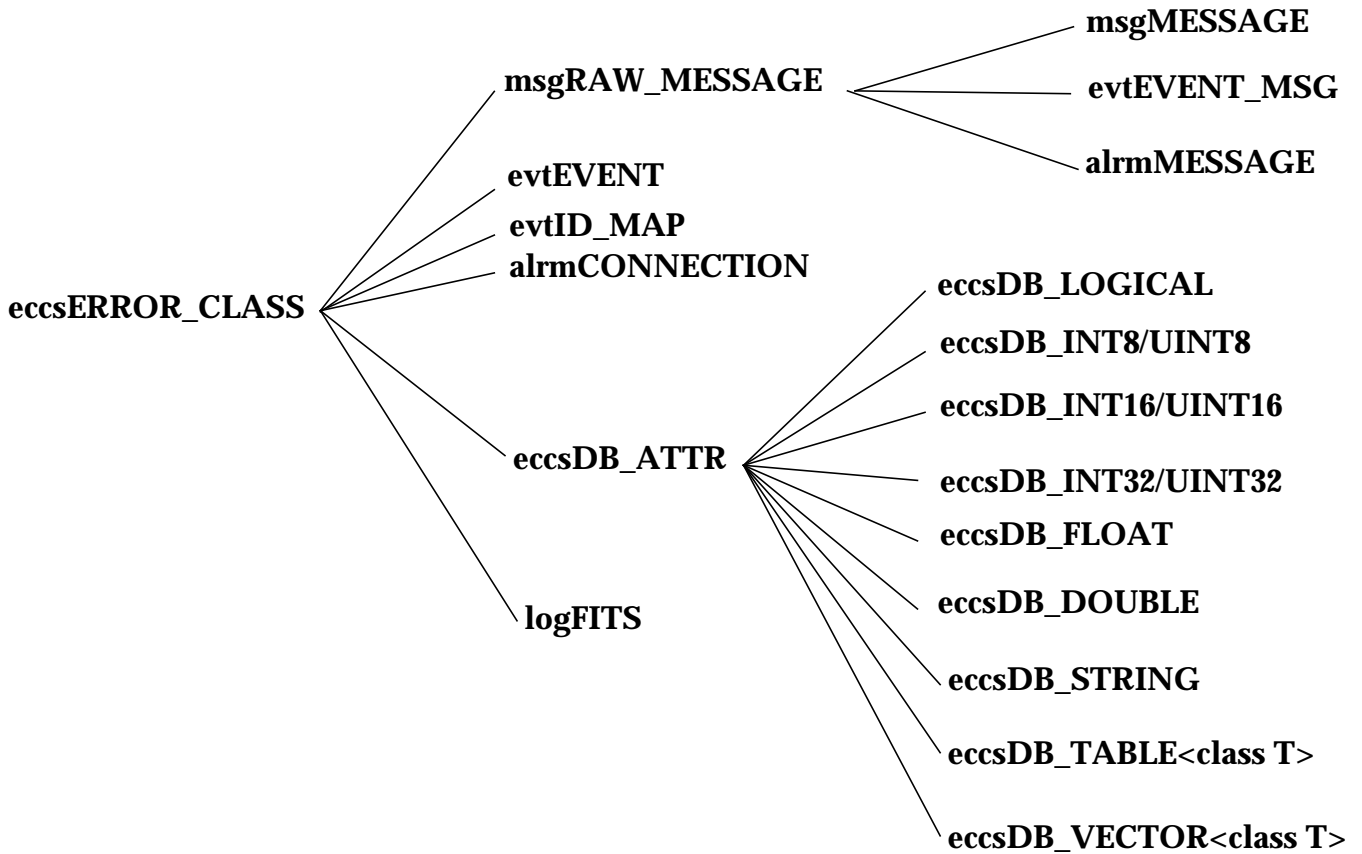 msgMESSAGE
msgRAW_MESSAGE
evtEVENT_MSG
alrmMESSAGE
evtEVENT
evtID_MAP
alrmCONNECTION
eccsERROR_CLASS
eccsDB_LOGICAL
eccsDB_INT8/UINT8
eccsDB_INT16/UINT16
eccsDB_ATTR
eccsDB_INT32/UINT32
eccsDB_FLOAT
eccsDB_DOUBLE
logFITS
eccsDB_STRING
eccsDB_TABLE<class T>
eccsDB_VECTOR<class T>